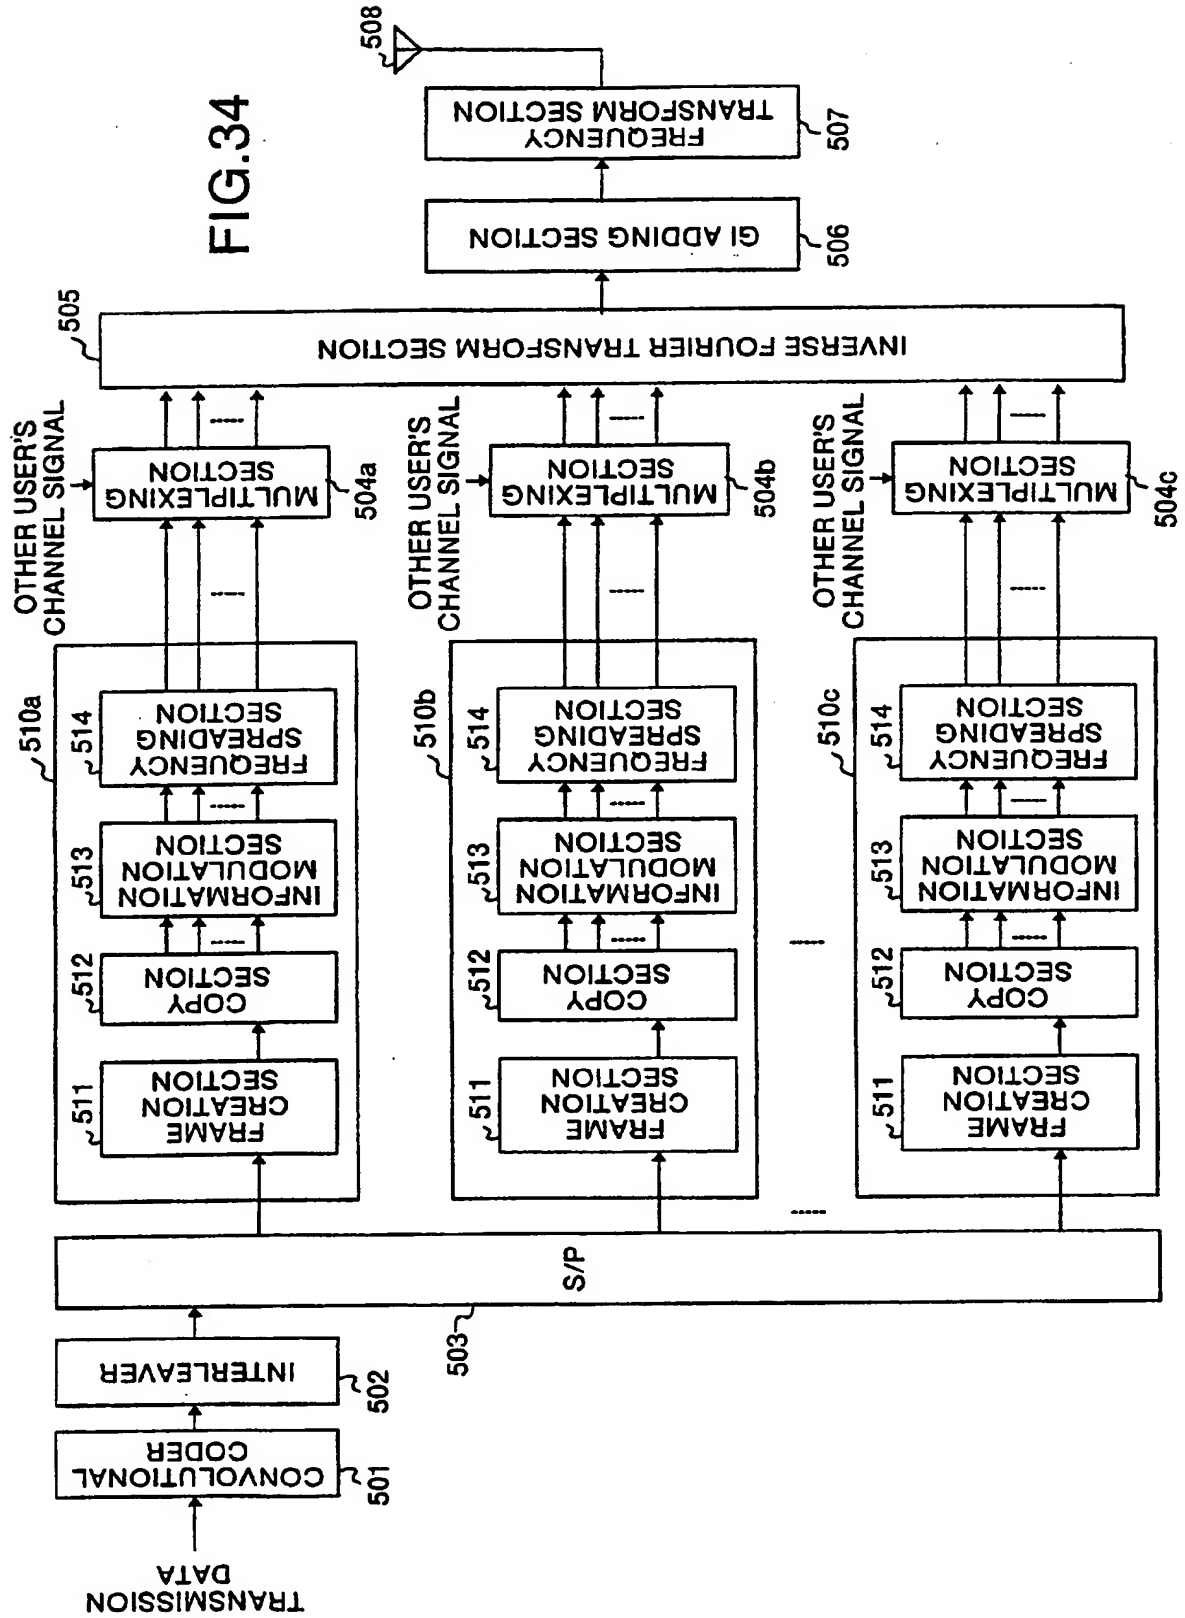 FIG.34
TRANSMISSION
DATA
CONVOLUTIONAL
CODER
501
INTERLEAVER
502
S/P
503
510a
511
FRAME
CREATION
SECTION
512
COPY
SECTION
513
INFORMATION
MODULATION
SECTION
514
FREQUENCY
SPREADING
SECTION
OTHER USER'S
CHANNEL SIGNAL
MULTIPLEXING
SECTION
504a
510b
511
FRAME
CREATION
SECTION
512
COPY
SECTION
513
INFORMATION
MODULATION
SECTION
514
FREQUENCY
SPREADING
SECTION
OTHER USER'S
CHANNEL SIGNAL
MULTIPLEXING
SECTION
504b
510c
511
FRAME
CREATION
SECTION
512
COPY
SECTION
513
INFORMATION
MODULATION
SECTION
514
FREQUENCY
SPREADING
SECTION
OTHER USER'S
CHANNEL SIGNAL
MULTIPLEXING
SECTION
504c
505
INVERSE FOURIER TRANSFORM SECTION
GI ADDING SECTION
506
FREQUENCY
TRANSFORM SECTION
507
508